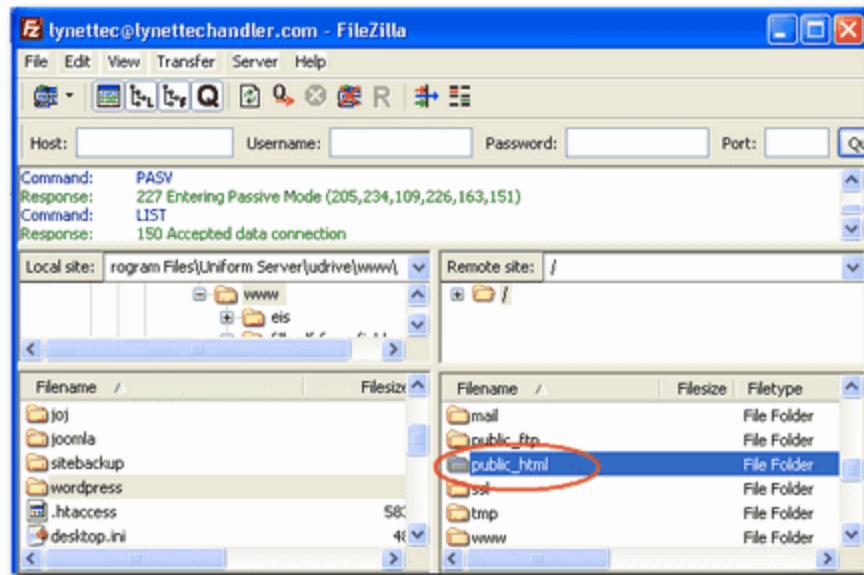 lynettec@lynettechandler.com - FileZilla
File Edit View Transfer Server Help
Host: Username: Password: Port: Qu
Command: PASV
Response: 227 Entering Passive Mode (205,234,109,226,163,151)
Command: LIST
Response: 150 Accepted data connection
Local site: rogram Files\Uniform Server\udrive\www\ Remote site: /
www /
eis
Filename / Filesize Filename / Filesize Filetype
joj mail File Folder
joomla public_ftp File Folder
sitebackup public_html File Folder
wordpress ssl File Folder
.htaccess 583 tmp File Folder
desktop.ini 48 www File Folder